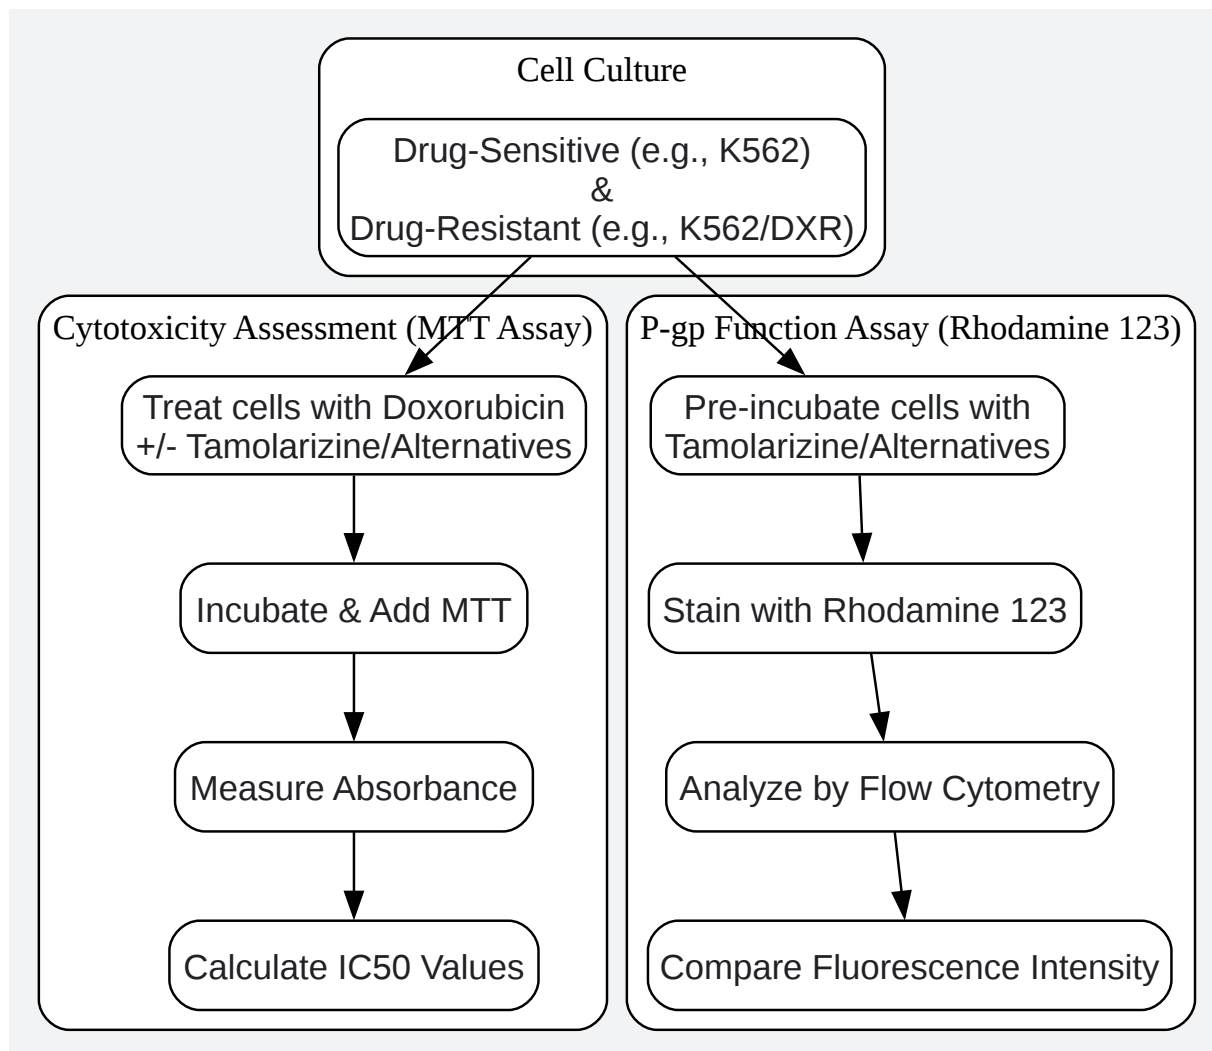 Cell Culture
Drug-Sensitive (e.g., K562)
&
Drug-Resistant (e.g., K562/DXR)
Cytotoxicity Assessment (MTT Assay)
Treat cells with Doxorubicin
+/- Tamolarizine/Alternatives
Incubate & Add MTT
Measure Absorbance
Calculate IC50 Values
P-gp Function Assay (Rhodamine 123)
Pre-incubate cells with
Tamolarizine/Alternatives
Stain with Rhodamine 123
Analyze by Flow Cytometry
Compare Fluorescence Intensity